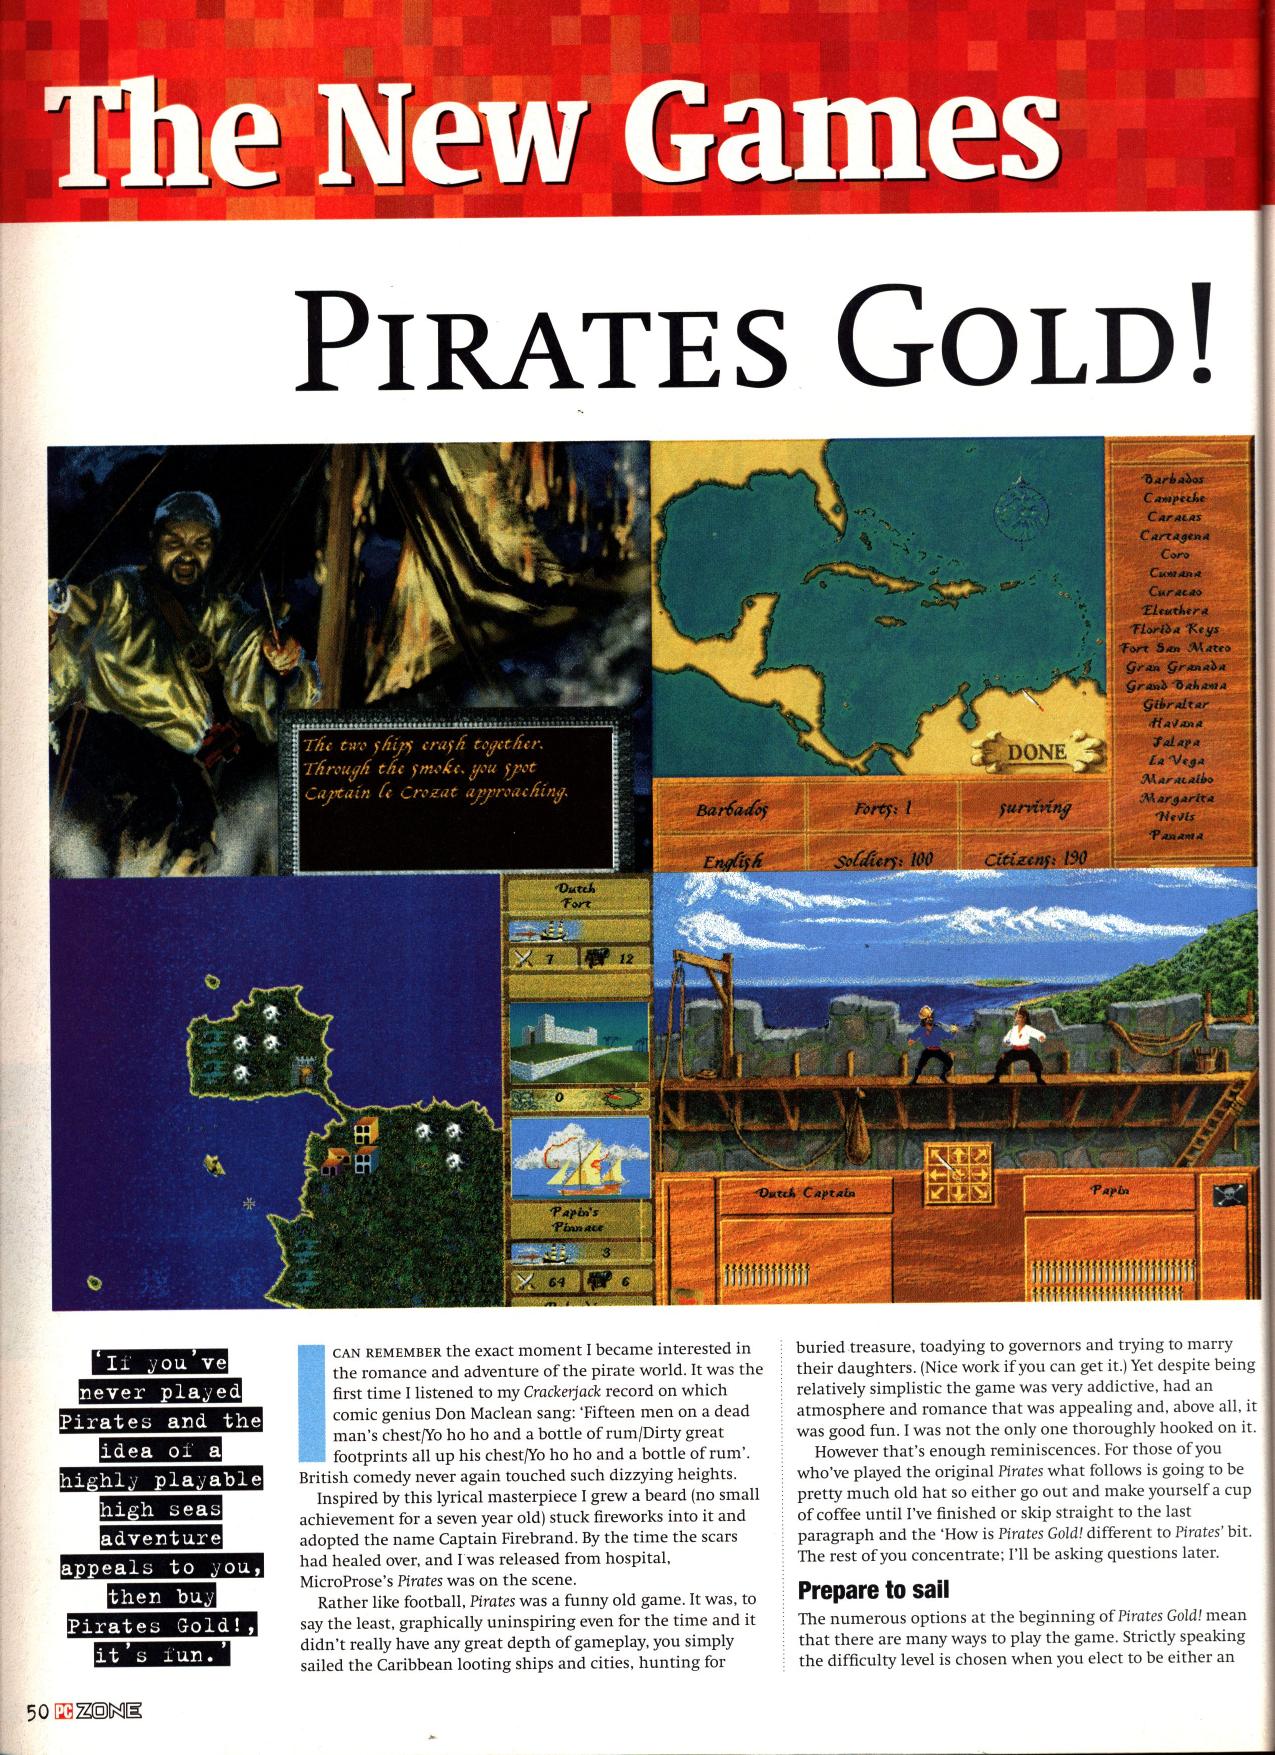 The New Games
PIRATES GOLD!
The two ships crash together.
Through the smoke, you spot
Captain le Crozat approaching.
Barbados
Campeche
Caracas
Cartagena
Coro
Cumana
Curacao
Eleuthera
Florida Keys
Fort San Mateo
Gran Granada
Grand Bahama
Gibraltar
Havana
Jalapa
La Vega
Maracaibo
Margarita
Nevis
Panama
DONE
Barbados Forts: 1 surviving
English Soldiers: 100 Citizens: 190
Dutch
Fort
7 12
0
Papin's
Pinnace
3
64 6
Dutch Captain
Papin
'If you've
never played
Pirates and the
idea of a
highly playable
high seas
adventure
appeals to you,
then buy
Pirates Gold!,
it's fun.'
I CAN REMEMBER the exact moment I became interested in
the romance and adventure of the pirate world. It was the
first time I listened to my Crackerjack record on which
comic genius Don Maclean sang: 'Fifteen men on a dead
man's chest/Yo ho ho and a bottle of rum/Dirty great
footprints all up his chest/Yo ho ho and a bottle of rum'.
British comedy never again touched such dizzying heights.
Inspired by this lyrical masterpiece I grew a beard (no small
achievement for a seven year old) stuck fireworks into it and
adopted the name Captain Firebrand. By the time the scars
had healed over, and I was released from hospital,
MicroProse's Pirates was on the scene.
Rather like football, Pirates was a funny old game. It was, to
say the least, graphically uninspiring even for the time and it
didn't really have any great depth of gameplay, you simply
sailed the Caribbean looting ships and cities, hunting for
buried treasure, toadying to governors and trying to marry
their daughters. (Nice work if you can get it.) Yet despite being
relatively simplistic the game was very addictive, had an
atmosphere and romance that was appealing and, above all, it
was good fun. I was not the only one thoroughly hooked on it.
However that's enough reminiscences. For those of you
who've played the original Pirates what follows is going to be
pretty much old hat so either go out and make yourself a cup
of coffee until I've finished or skip straight to the last
paragraph and the 'How is Pirates Gold! different to Pirates' bit.
The rest of you concentrate; I'll be asking questions later.
Prepare to sail
The numerous options at the beginning of Pirates Gold! mean
that there are many ways to play the game. Strictly speaking
the difficulty level is chosen when you elect to be either an
50 PC ZONE